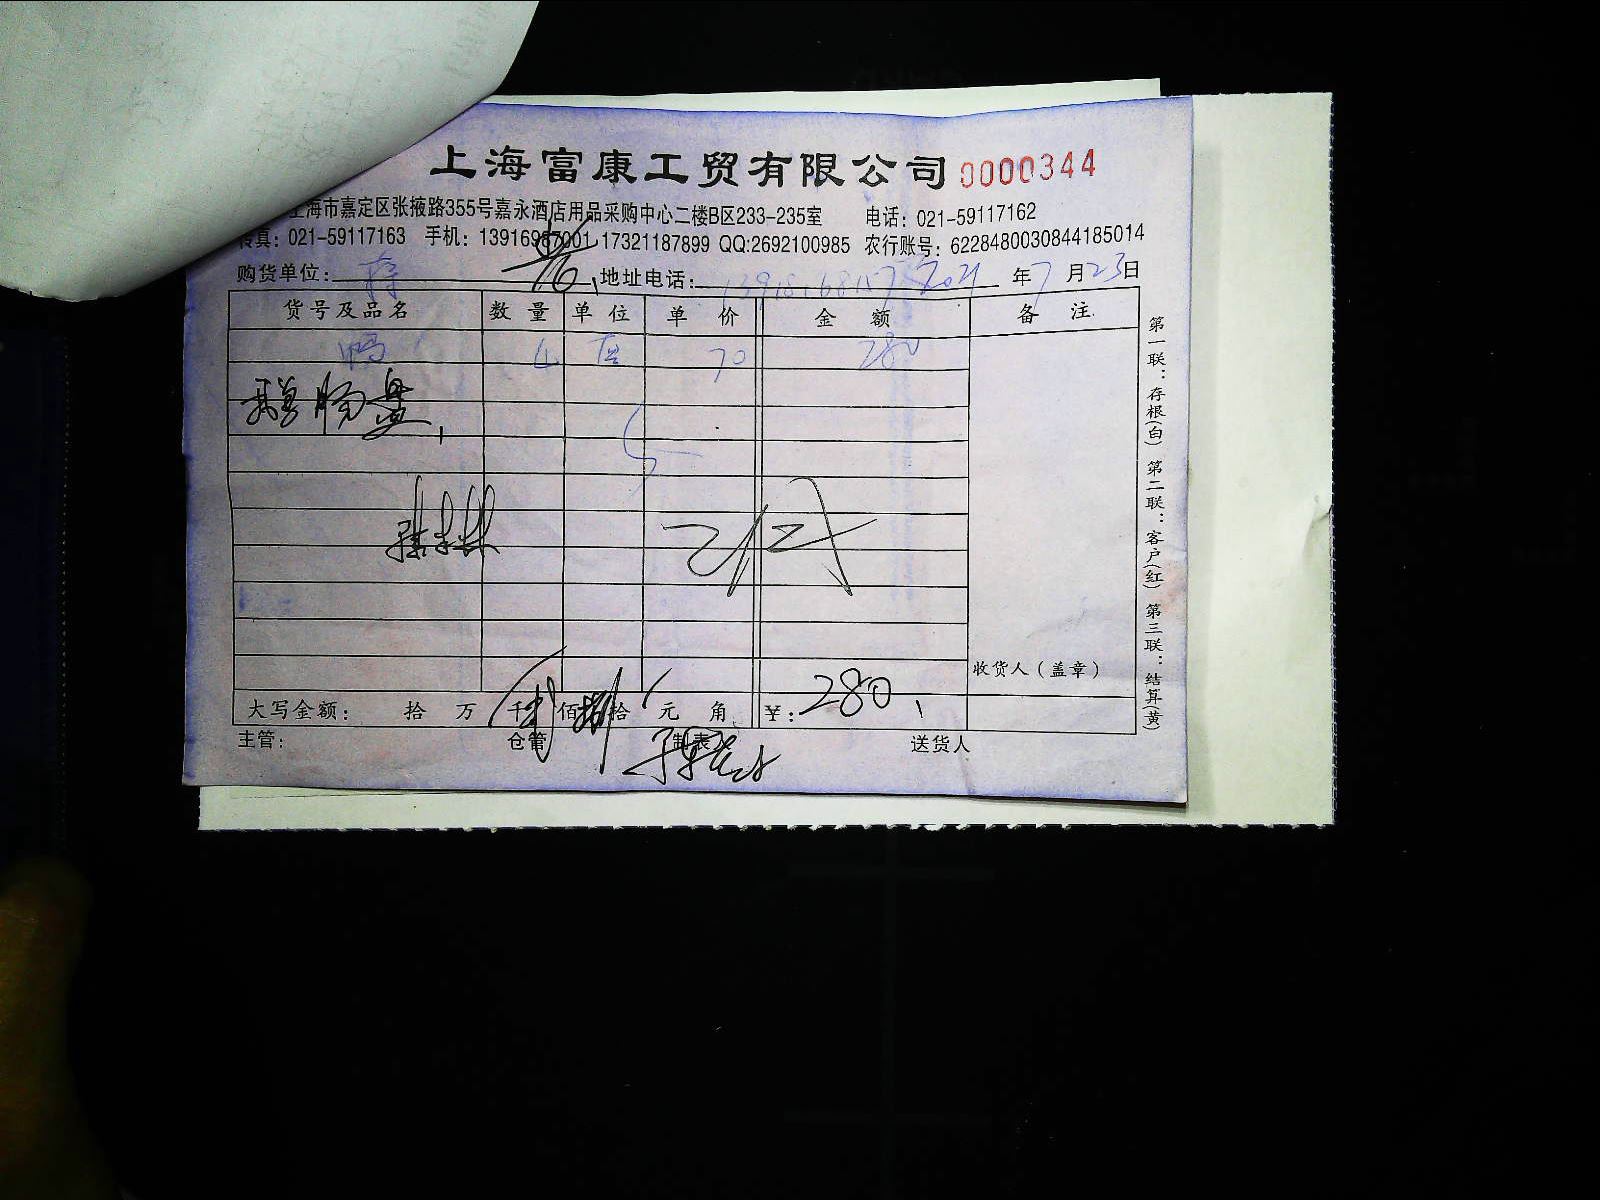 上海富康工贸有限公司 0000344
上海市嘉定区张掖路355号嘉永酒店用品采购中心二楼B区233-235室 电话：021-59117162
传真：021-59117163 手机：13916987001 17321187899 QQ:2692100985 农行账号：6228480030844185014
购货单位： 地址电话： 2021 年 7 月 23 日
货号及品名 数量 单位 单价 金额 备注
鸭 4 70 280
肠盘
收货人（盖章）
大写金额： 拾 万 千 佰 拾 元 角 ￥：280
主管： 仓管 制表 送货人
第一联：存根(白) 第二联：客户(红) 第三联：结算(黄)